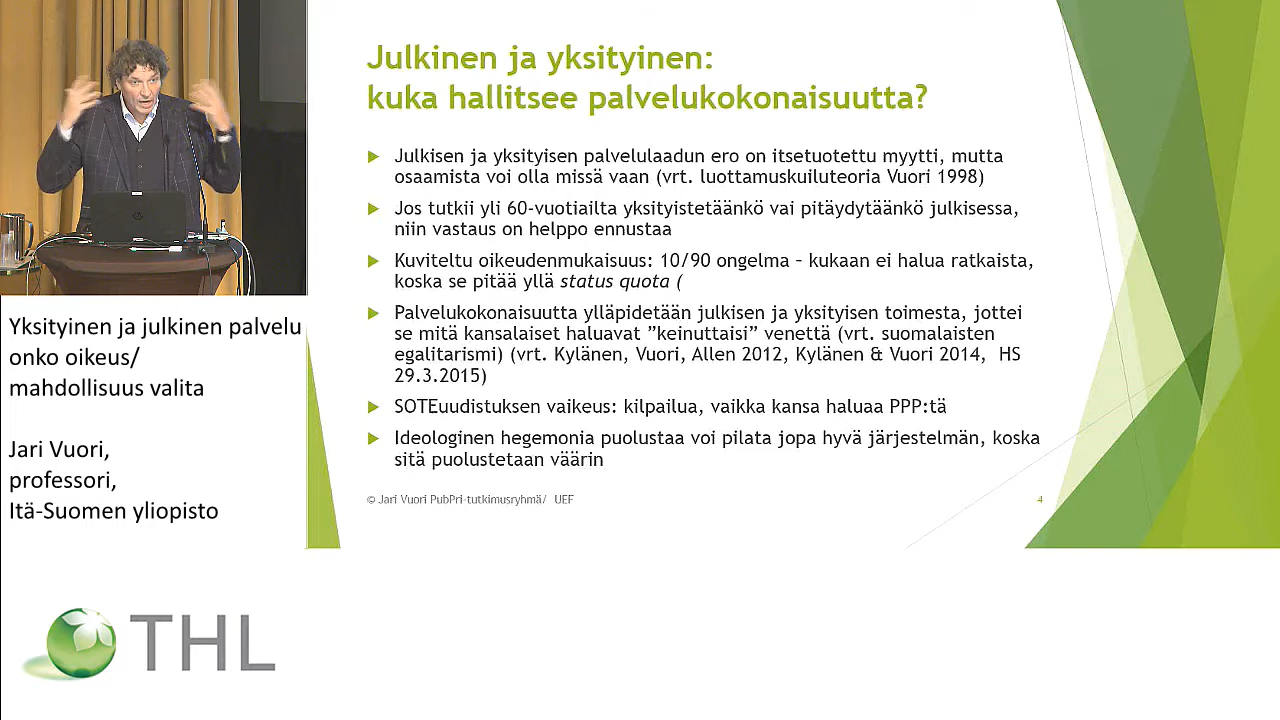 Julkinen ja yksityinen:
kuka hallitsee palvelukokonaisuutta?
Julkisen ja yksityisen palvelulaadun ero on itsetuotettu myytti, mutta
osaamista voi olla missä vaan (vrt. luottamuskuiluteoria Vuori 1998)
Jos tutkii yli 60-vuotiailta yksityistetäänkö vai pitäydytäänkö julkisessa,
niin vastaus on helppo ennustaa
Kuviteltu oikeudenmukaisuus: 10/90 ongelma – kukaan ei halua ratkaista,
koska se pitää yllä status quota (
Palvelukokonaisuutta ylläpidetään julkisen ja yksityisen toimesta, jottei
se mitä kansalaiset haluavat ”keinuttaisi” venettä (vrt. suomalaisten
egalitarismi) (vrt. Kylänen, Vuori, Allen 2012, Kylänen & Vuori 2014, HS
29.3.2015)
SOTEuudistuksen vaikeus: kilpailua, vaikka kansa haluaa PPP:tä
Ideologinen hegemonia puolustaa voi pilata jopa hyvä järjestelmän, koska
sitä puolustetaan väärin
© Jari Vuori PubPri-tutkimusryhmä/ UEF
4
Yksityinen ja julkinen palvelu
onko oikeus/
mahdollisuus valita
Jari Vuori,
professori,
Itä-Suomen yliopisto
THL